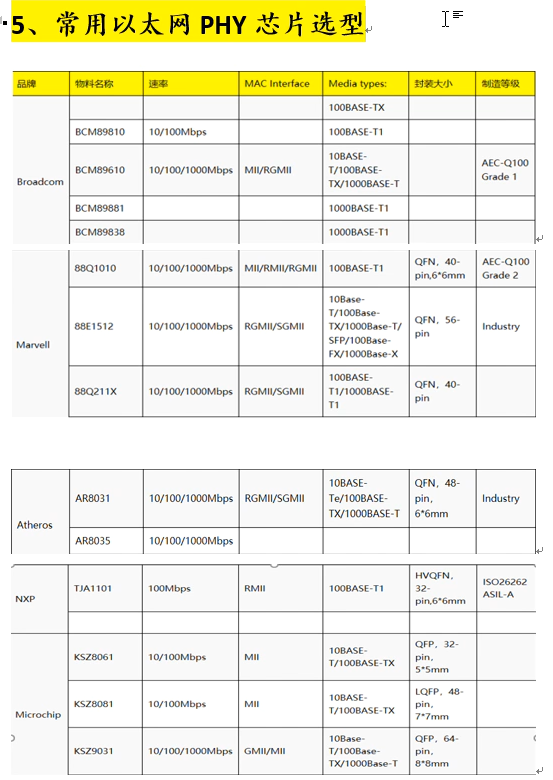 5、常用以太网 PHY 芯片选型
品牌 物料名称 速率 MAC Interface Media types: 封装大小 制造等级
Broadcom
100BASE-TX
BCM89810 10/100Mbps 100BASE-T1
BCM89610 10/100/1000Mbps MII/RGMII 10BASE-
T/100BASE-
TX/1000BASE-T
AEC-Q100
Grade 1
BCM89881 1000BASE-T1
BCM89838 1000BASE-T1
Marvell
88Q1010 10/100/1000Mbps MII/RMII/RGMII 100BASE-T1 QFN，40-
pin,6*6mm
AEC-Q100
Grade 2
88E1512 10/100/1000Mbps RGMII/SGMII 10Base-
T/100Base-
TX/1000Base-T/
SFP/100Base-
FX/1000Base-X
QFN，56-
pin
Industry
88Q211X 10/100/1000Mbps RGMII/SGMII 100BASE-
T1/1000BASE-
T1
QFN，40-
pin
Atheros
AR8031 10/100/1000Mbps RGMII/SGMII 10BASE-
Te/100BASE-
TX/1000BASE-T
QFN，48-
pin，
6*6mm
Industry
AR8035 10/100/1000Mbps
NXP
TJA1101 100Mbps RMII 100BASE-T1 HVQFN，
32-
pin,6*6mm
ISO26262
ASIL-A
Microchip
KSZ8061 10/100Mbps MII 10BASE-
T/100BASE-TX
QFP，32-
pin，
5*5mm
KSZ8081 10/100Mbps MII 10BASE-
T/100BASE-TX
LQFP，48-
pin，
7*7mm
KSZ9031 10/100/1000Mbps GMII/MII 10Base-
T/100Base-
TX/1000BASE-T
QFP，64-
pin，
8*8mm